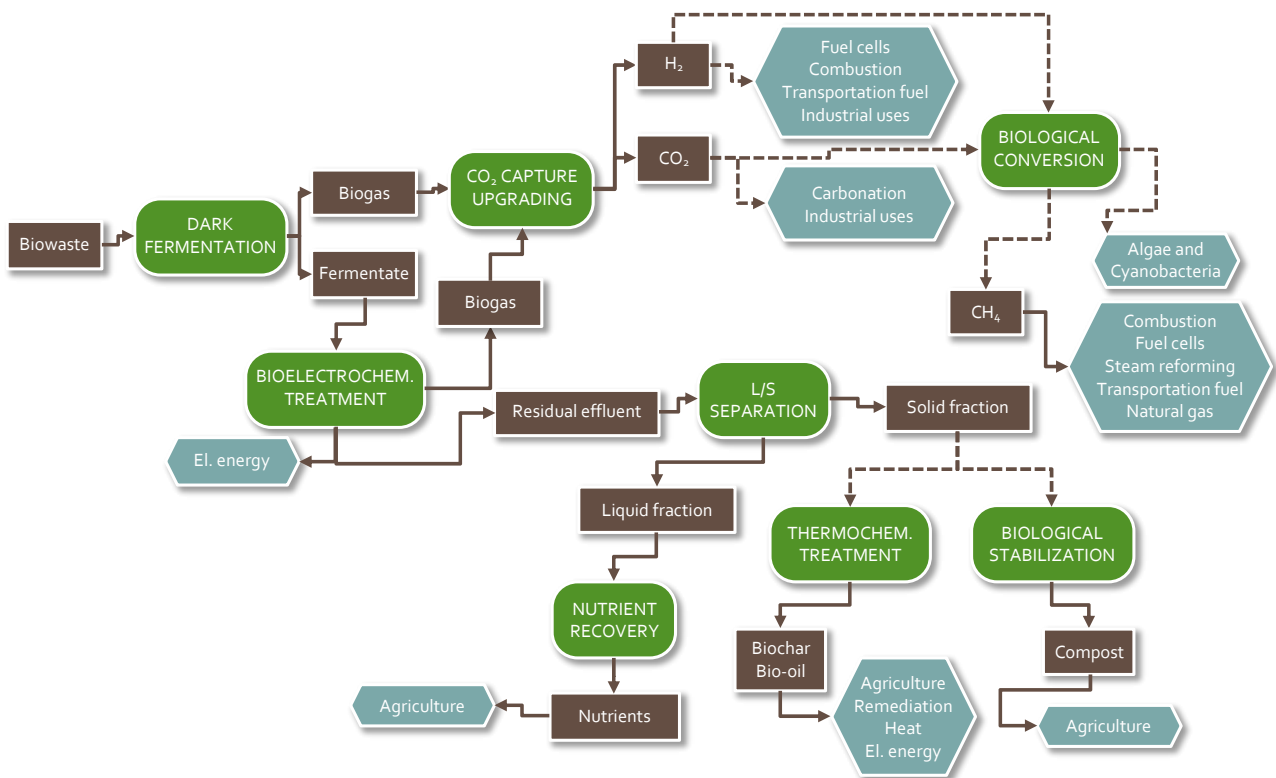 Fuel cells
Combustion
Transportation fuel
Industrial uses
H₂
BIOLOGICAL
CONVERSION
CO₂
CO₂ CAPTURE
UPGRADING
Biogas
Carbonation
Industrial uses
DARK
FERMENTATION
Biowaste
Algae and
Cyanobacteria
Fermentate
Biogas
CH₄
Combustion
Fuel cells
Steam reforming
Transportation fuel
Natural gas
BIOELECTROCHEM.
TREATMENT
L/S
SEPARATION
Residual effluent
Solid fraction
El. energy
Liquid fraction
THERMOCHEM.
TREATMENT
BIOLOGICAL
STABILIZATION
NUTRIENT
RECOVERY
Biochar
Bio-oil
Compost
Agriculture
Remediation
Heat
El. energy
Agriculture
Nutrients
Agriculture